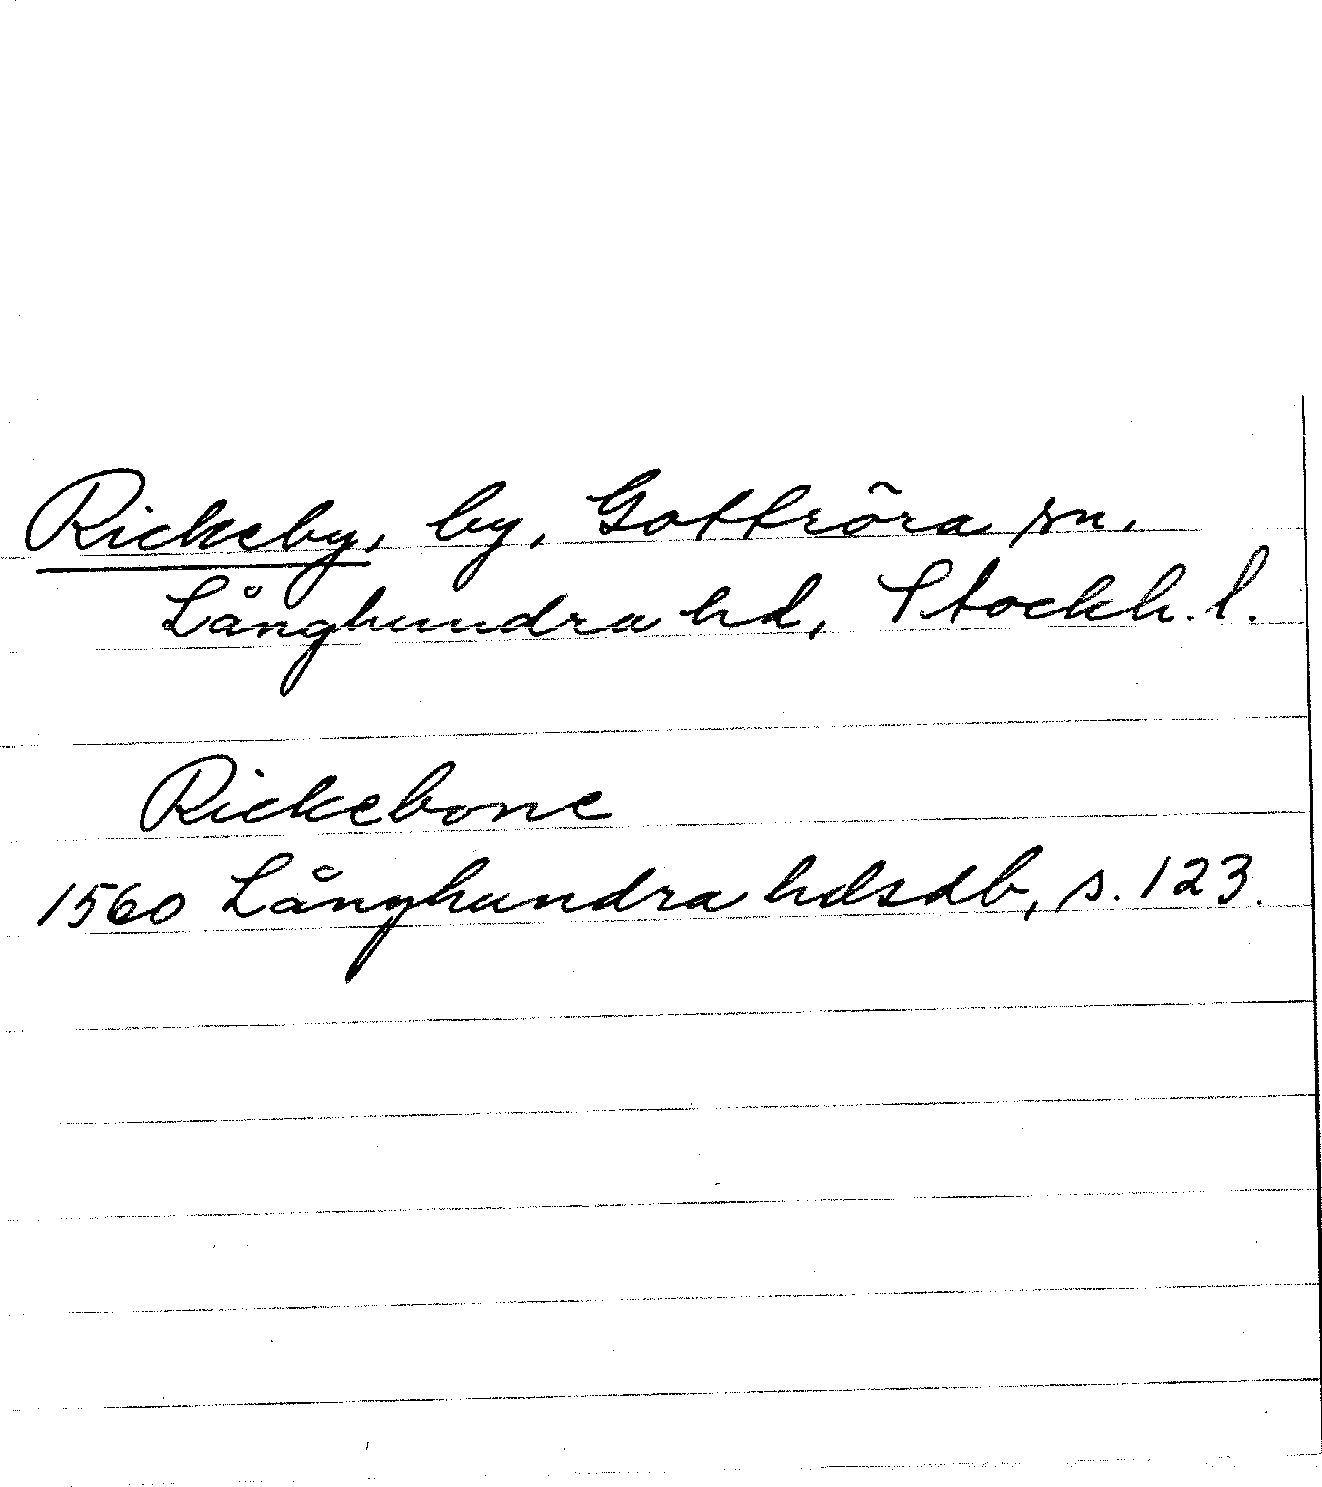 Rickeby, by, Gottröra sn.
Långhundra hd, Stockh. l.
Rickebone
1560 Långhundra hdsdb, s. 123.